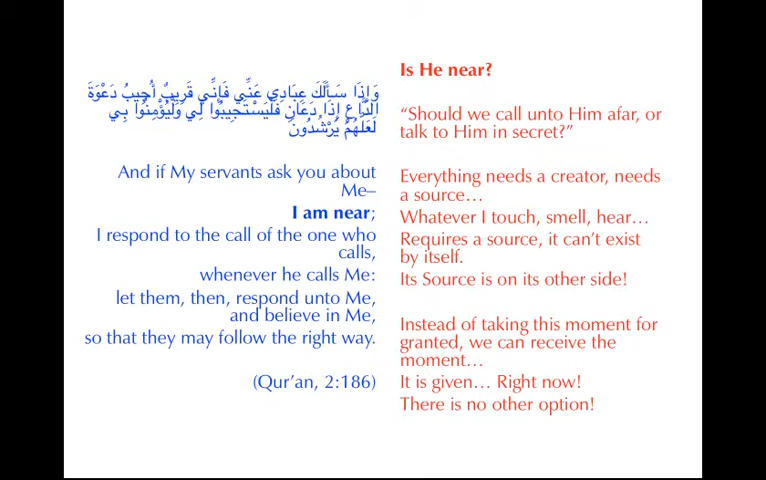 وَإِذَا سَأَلَكَ عِبَادِي عَنِّي فَإِنِّي قَرِيبٌ أُجِيبُ دَعْوَةَ
الدَّاعِ إِذَا دَعَانِ فَلْيَسْتَجِيبُوا لِي وَلْيُؤْمِنُوا بِي
لَعَلَّهُمْ يَرْشُدُونَ
And if My servants ask you about
Me–
I am near;
I respond to the call of the one who
calls,
whenever he calls Me:
let them, then, respond unto Me,
and believe in Me,
so that they may follow the right way.
(Qur’an, 2:186)
Is He near?
“Should we call unto Him afar, or
talk to Him in secret?”
Everything needs a creator, needs
a source…
Whatever I touch, smell, hear…
Requires a source, it can’t exist
by itself.
Its Source is on its other side!
Instead of taking this moment for
granted, we can receive the
moment…
It is given… Right now!
There is no other option!